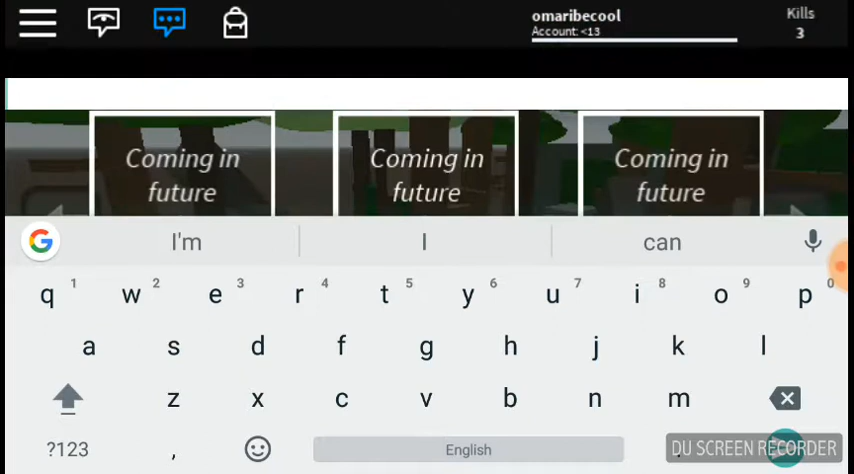 omaribecool
Account: <13
Kills
3
Coming in
future
Coming in
future
Coming in
future
G
I'm I can
q 1 w 2 e 3 r 4 t 5 y 6 u 7 i 8 o 9 p 0
a s d f g h j k l
z x c v b n m
?123 , English .
DU SCREEN RECORDER